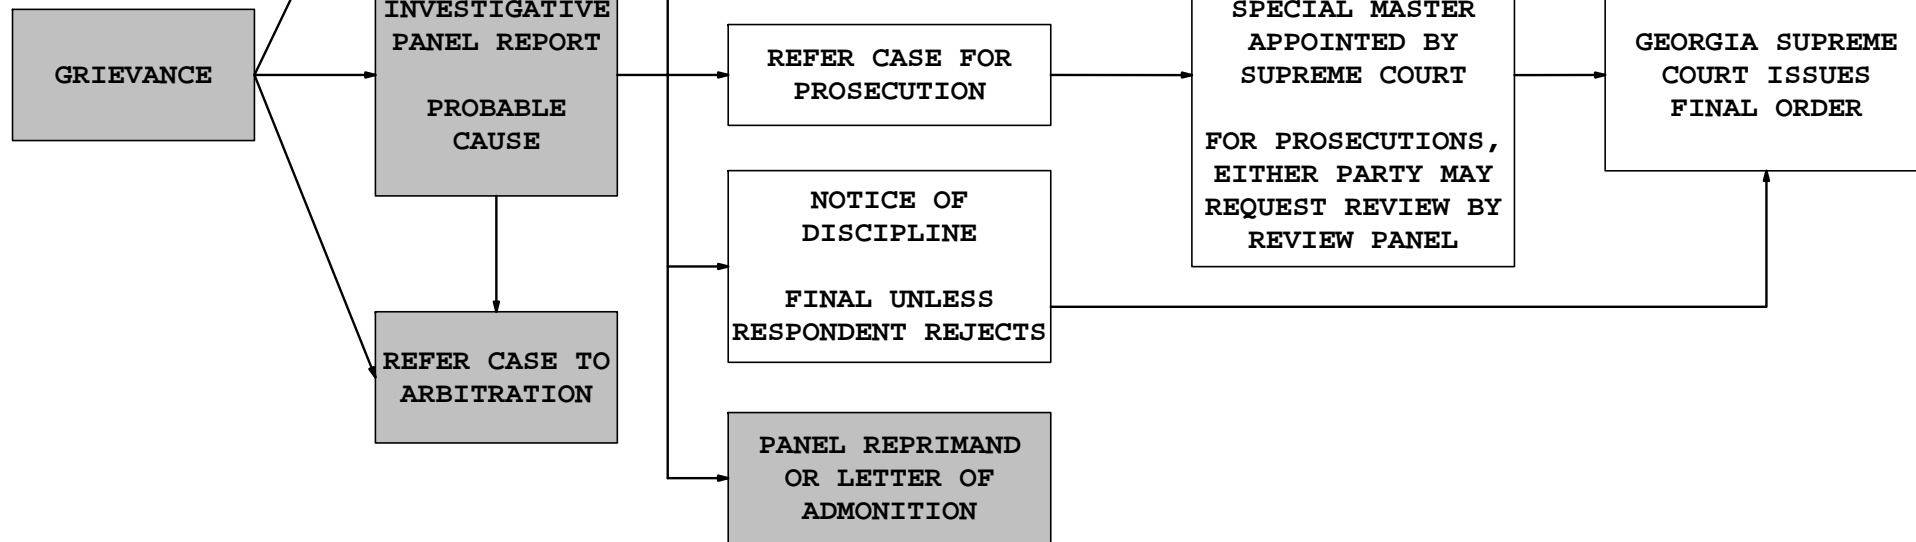 GRIEVANCE
INVESTIGATIVE
PANEL REPORT
PROBABLE
CAUSE
REFER CASE TO
ARBITRATION
REFER CASE FOR
PROSECUTION
NOTICE OF
DISCIPLINE
FINAL UNLESS
RESPONDENT REJECTS
PANEL REPRIMAND
OR LETTER OF
ADMONITION
SPECIAL MASTER
APPOINTED BY
SUPREME COURT
FOR PROSECUTIONS,
EITHER PARTY MAY
REQUEST REVIEW BY
REVIEW PANEL
GEORGIA SUPREME
COURT ISSUES
FINAL ORDER